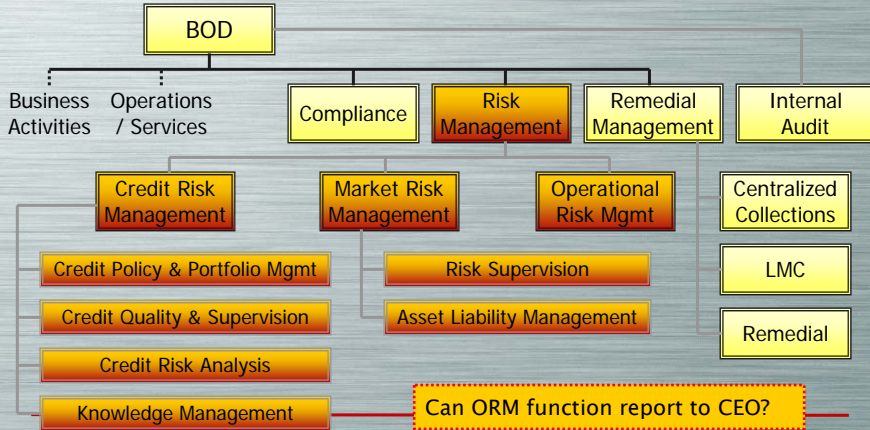 BOD
Business
Activities
Operations
/ Services
Compliance
Risk
Management
Remedial
Management
Internal
Audit
Credit Risk
Management
Market Risk
Management
Operational
Risk Mgmt
Centralized
Collections
Credit Policy & Portfolio Mgmt
Risk Supervision
LMC
Credit Quality & Supervision
Asset Liability Management
Remedial
Credit Risk Analysis
Knowledge Management
Can ORM function report to CEO?